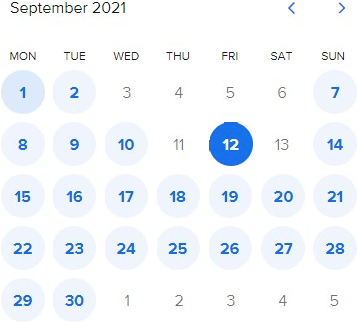 September 2021
MON TUE WED THU FRI SAT SUN
1 2 3 4 5 6 7
8 9 10 11 12 13 14
15 16 17 18 19 20 21
22 23 24 25 26 27 28
29 30 1 2 3 4 5